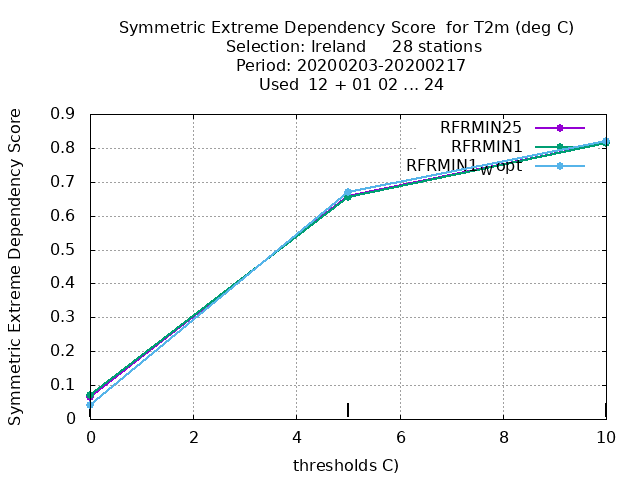 Symmetric Extreme Dependency Score for T2m (deg C)
Selection: Ireland 28 stations
Period: 20200203-20200217
Used 12 + 01 02 ... 24
Symmetric Extreme Dependency Score
0.9
0.8
0.7
0.6
0.5
0.4
0.3
0.2
0.1
0
RFRMIN25
RFRMIN1
RFRMIN1_Wopt
0 2 4 6 8 10
thresholds C)